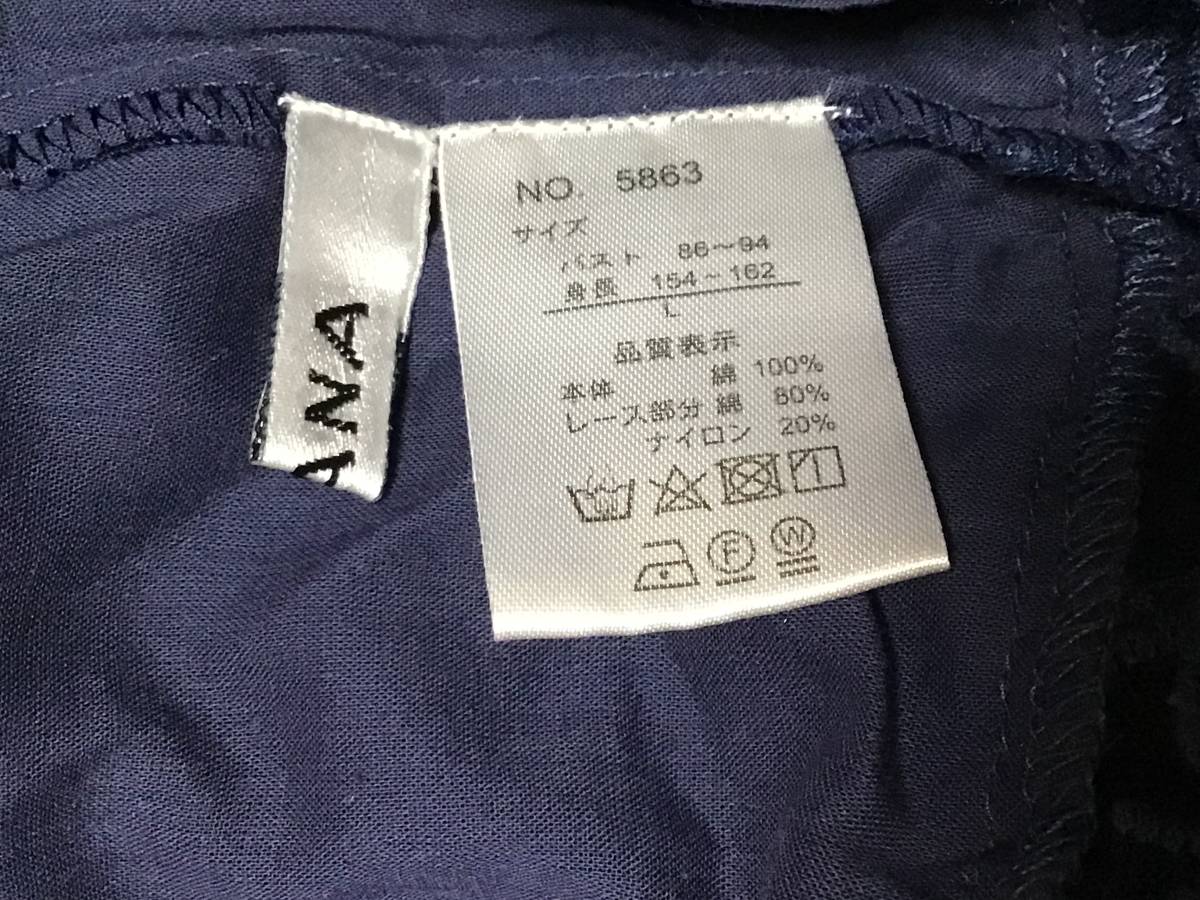 NO. 5863
サイズ
バスト 86～94
身長 154～162
L
品質表示
本体 綿 100%
レース部分 綿 80%
ナイロン 20%
F
W
ANA